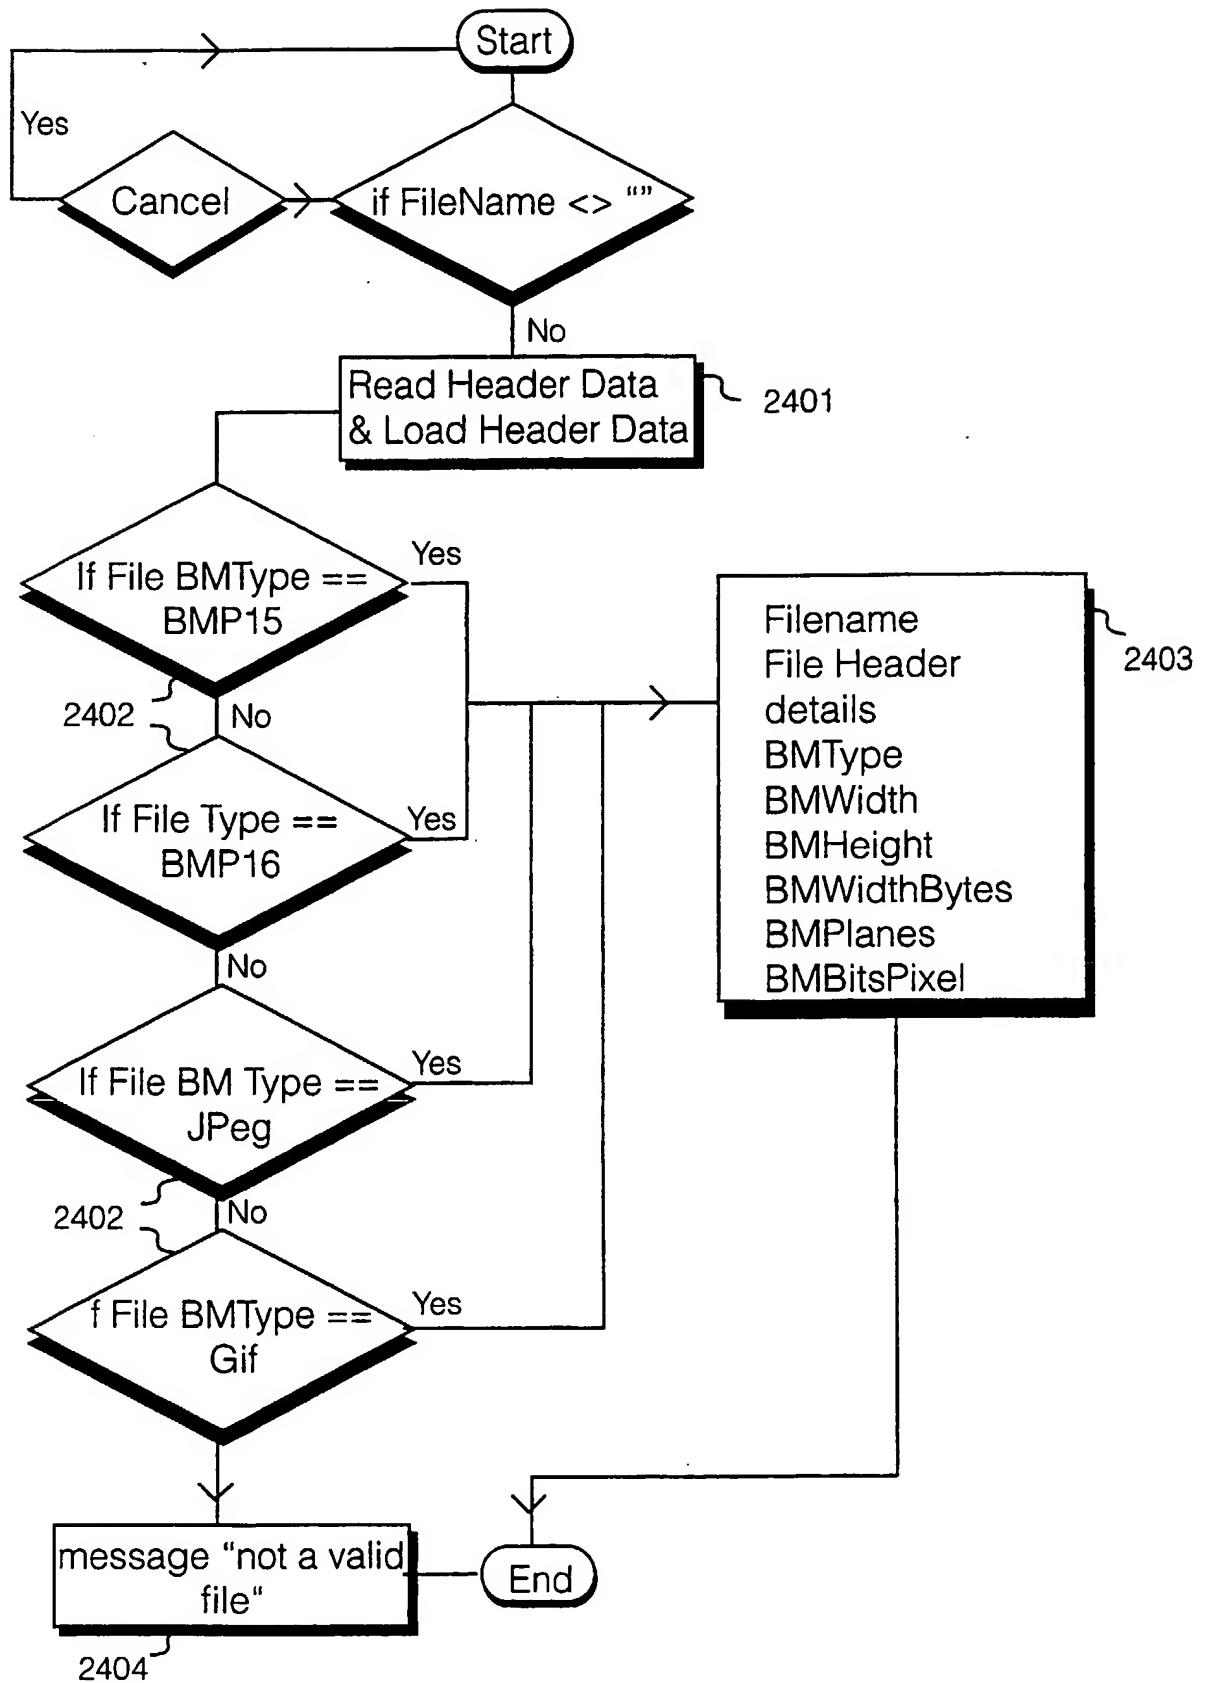 Start
Yes
Cancel
if FileName <> “”
No
Read Header Data
& Load Header Data
2401
Yes
If File BMType ==
BMP15
2402
No
If File Type ==
BMP16
Yes
No
If File BM Type ==
JPeg
Yes
2402
No
f File BMType ==
Gif
Yes
Filename
File Header
details
BMType
BMWidth
BMHeight
BMWidthBytes
BMPlanes
BMBitsPixel
2403
message “not a valid
file“
2404
End